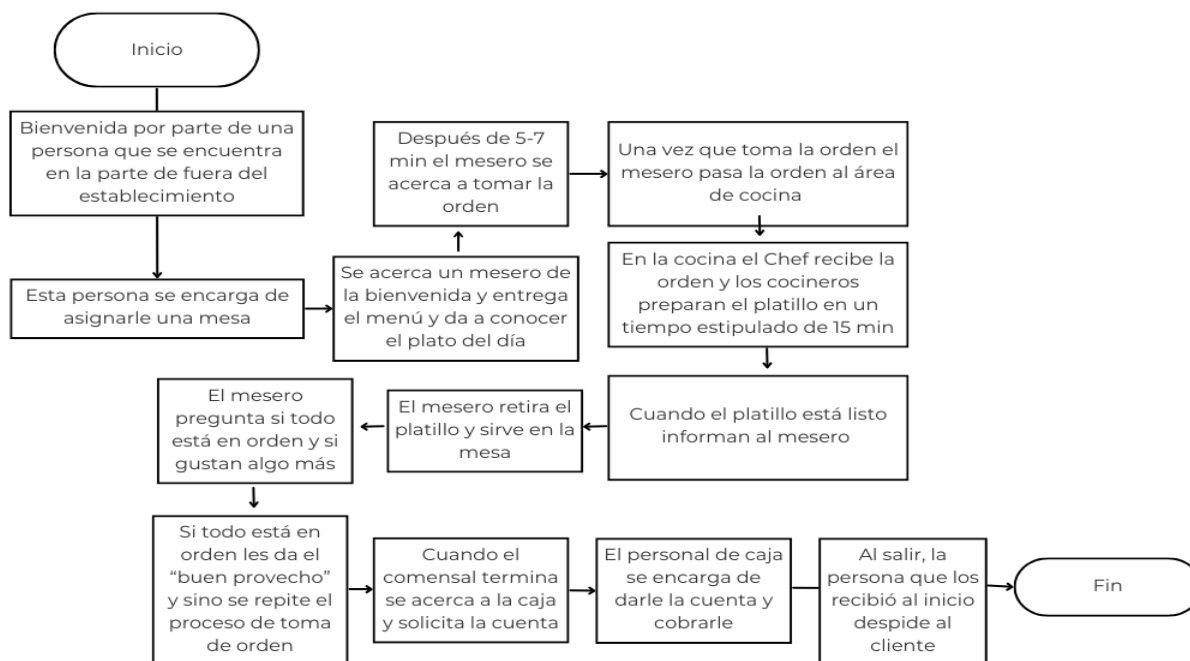 Inicio
Bienvenida por parte de una
persona que se encuentra
en la parte de fuera del
establecimiento
Esta persona se encarga de
asignarle una mesa
Se acerca un mesero de
la bienvenida y entrega
el menú y da a conocer
el plato del día
Después de 5-7
min el mesero se
acerca a tomar la
orden
Una vez que toma la orden el
mesero pasa la orden al área
de cocina
En la cocina el Chef recibe la
orden y los cocineros
preparan el platillo en un
tiempo estipulado de 15 min
Cuando el platillo está listo
informan al mesero
El mesero retira el
platillo y sirve en la
mesa
El mesero
pregunta si todo
está en orden y si
gustan algo más
Si todo está en
orden les da el
“buen provecho”
y sino se repite el
proceso de toma
de orden
Cuando el
comensal termina
se acerca a la caja
y solicita la cuenta
El personal de caja
se encarga de
darle la cuenta y
cobrarle
Al salir, la
persona que los
recibió al inicio
despide al
cliente
Fin